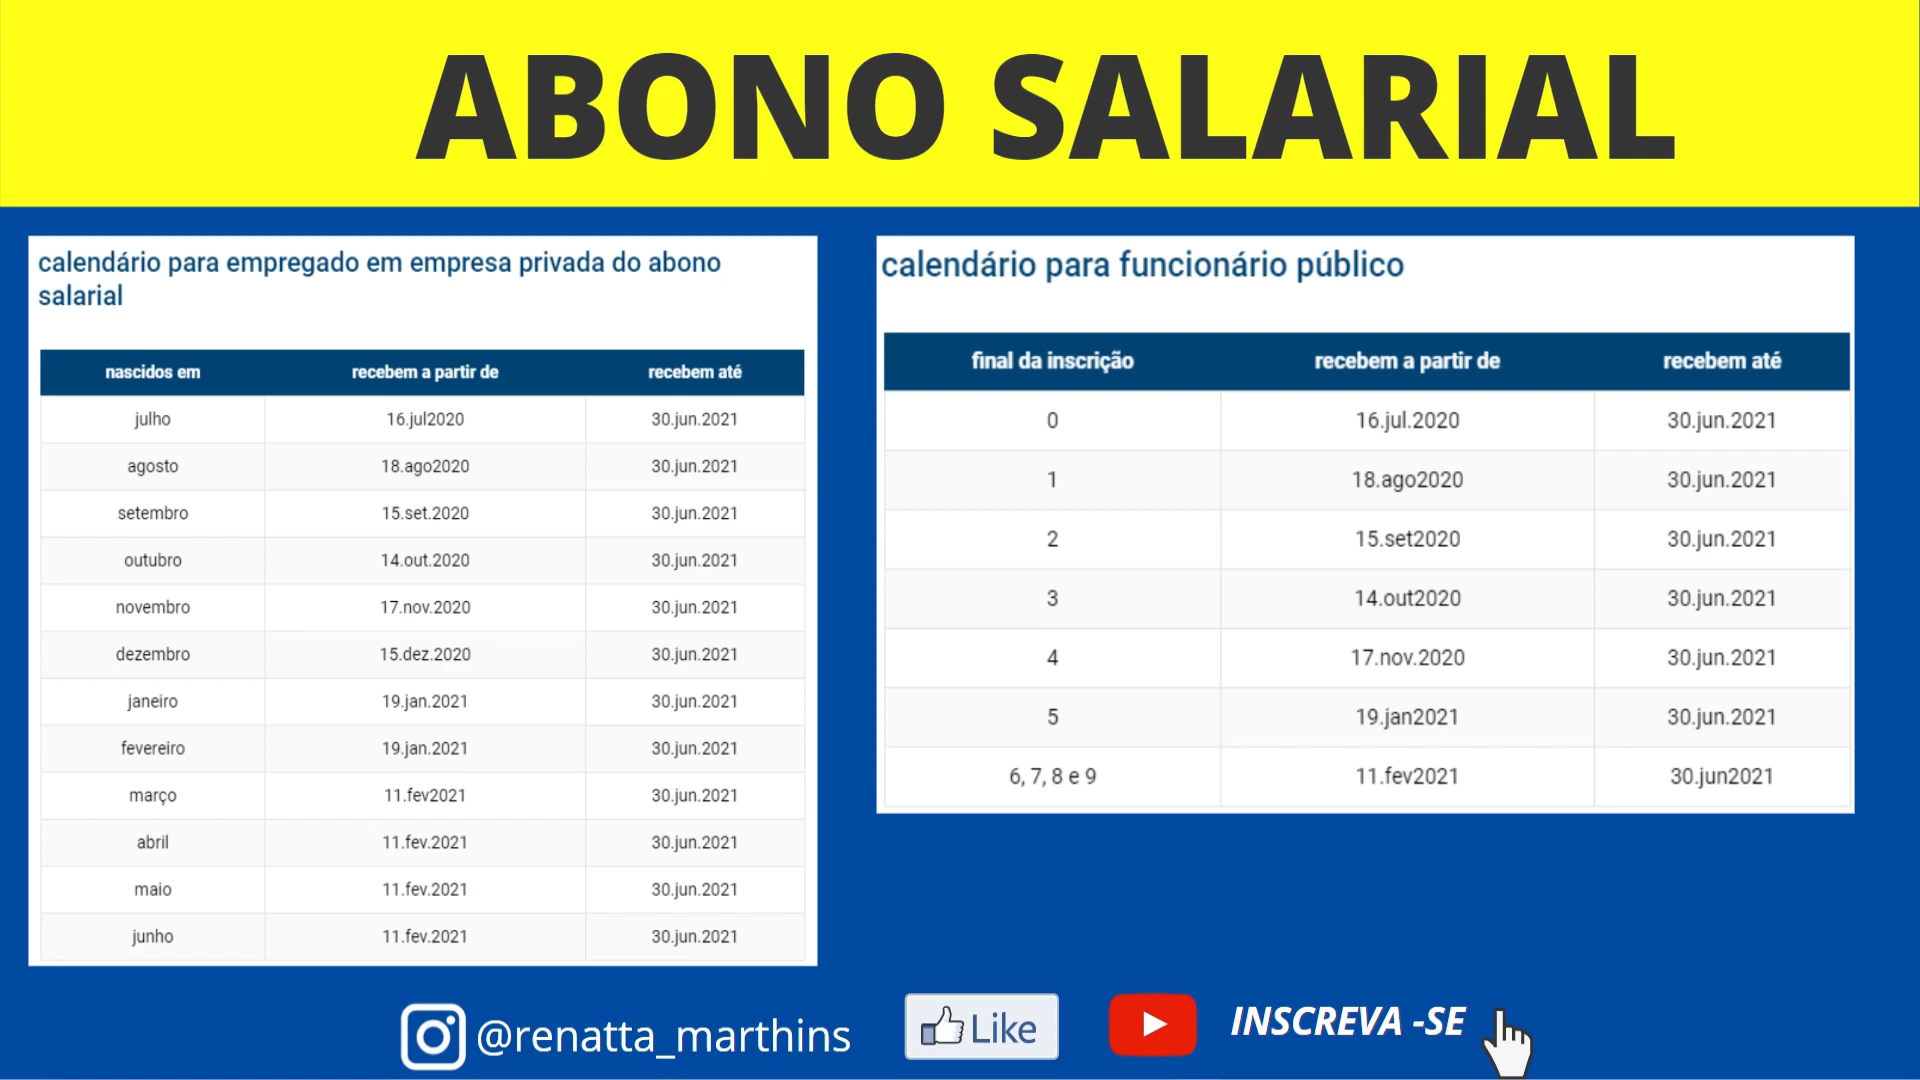 ABONO SALARIAL
calendário para empregado em empresa privada do abono
salarial
nascidos em recebem a partir de recebem até
julho 16.jul2020 30.jun.2021
agosto 18.ago2020 30.jun.2021
setembro 15.set.2020 30.jun.2021
outubro 14.out.2020 30.jun.2021
novembro 17.nov.2020 30.jun.2021
dezembro 15.dez.2020 30.jun.2021
janeiro 19.jan.2021 30.jun.2021
fevereiro 19.jan.2021 30.jun.2021
março 11.fev2021 30.jun.2021
abril 11.fev.2021 30.jun.2021
maio 11.fev.2021 30.jun.2021
junho 11.fev.2021 30.jun.2021
calendário para funcionário público
final da inscrição recebem a partir de recebem até
0 16.jul.2020 30.jun.2021
1 18.ago2020 30.jun.2021
2 15.set2020 30.jun.2021
3 14.out2020 30.jun.2021
4 17.nov.2020 30.jun.2021
5 19.jan2021 30.jun.2021
6, 7, 8 e 9 11.fev2021 30.jun2021
@renatta_marthins Like INSCREVA -SE